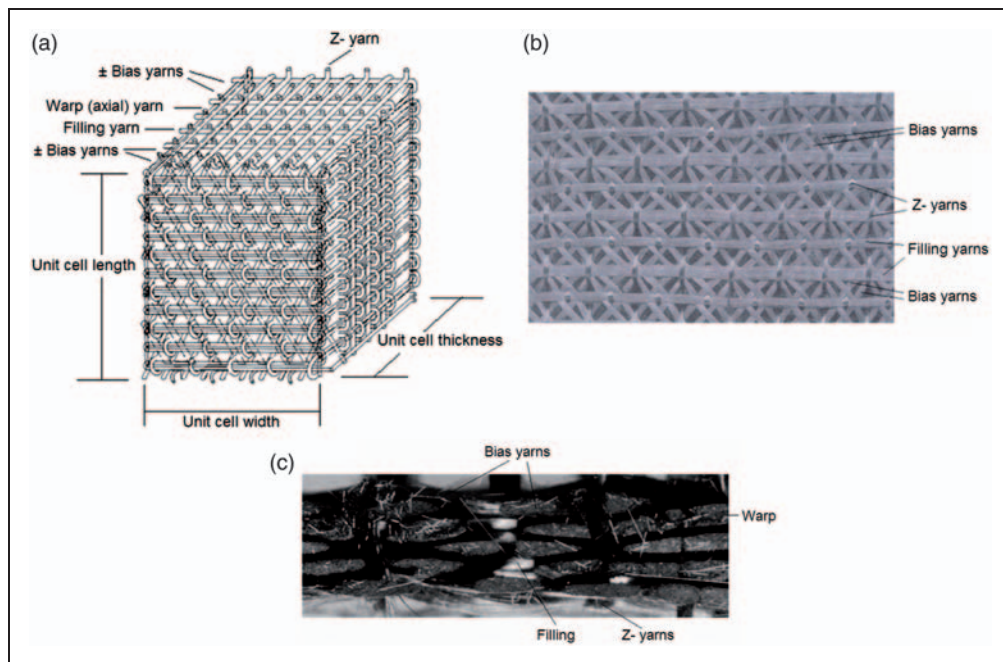 (a)
Z- yarn
± Bias yarns
Warp (axial) yarn
Filling yarn
± Bias yarns
Unit cell length
Unit cell thickness
Unit cell width
(b)
Bias yarns
Z- yarns
Filling yarns
Bias yarns
(c)
Bias yarns
Warp
Filling
Z- yarns